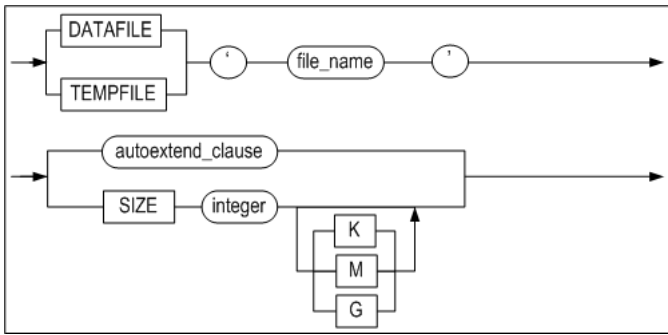 DATAFILE
TEMPFILE
‘ file_name ’
autoextend_clause
SIZE integer
K
M
G